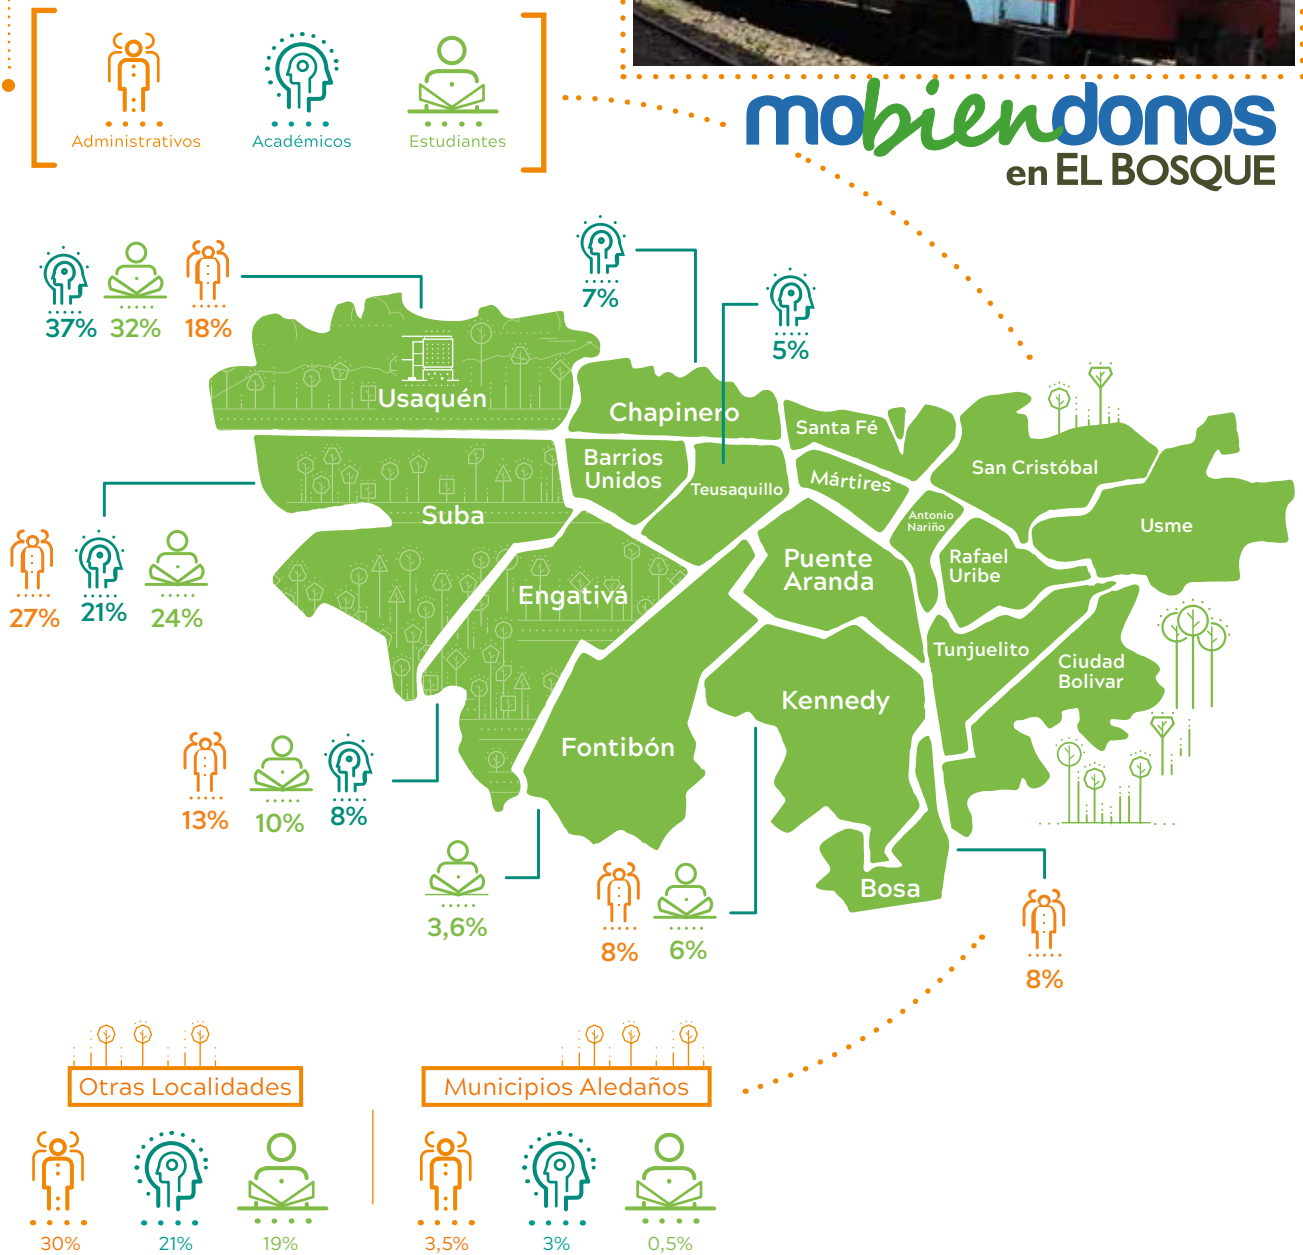 Administrativos
Académicos
Estudiantes
mobiendonos
en EL BOSQUE
37% 32% 18%
7%
5%
Usaquén
Chapinero
Santa Fé
Barrios
Unidos
Teusaquillo
Mártires
San Cristóbal
Suba
Antonio
Nariño
Usme
Engativá
Puente
Aranda
Rafael
Uribe
27% 21% 24%
Tunjuelito
Ciudad
Bolivar
Kennedy
Fontibón
13% 10% 8%
Bosa
3,6%
8% 6%
8%
Otras Localidades
30% 21% 19%
Municipios Aledaños
3,5% 3% 0,5%